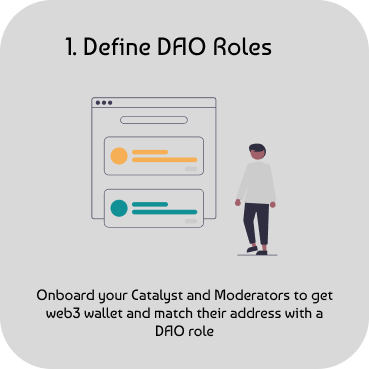 1. Define DAO Roles
Onboard your Catalyst and Moderators to get
web3 wallet and match their address with a
DAO role